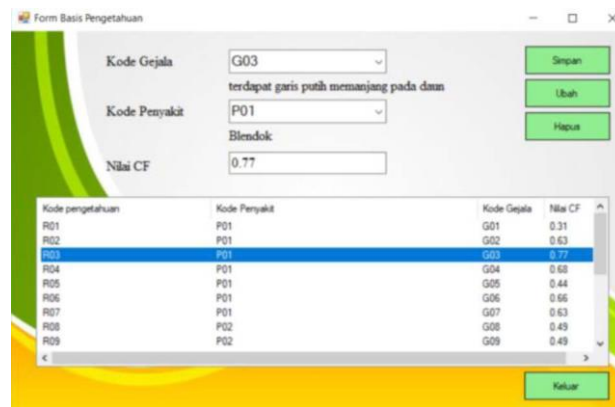 Form Basis Pengetahuan
Kode Gejala G03 Simpan
terdapat garis putih memanjang pada daun
Ubah
Kode Penyakit P01
Hapus
Blendok
Nilai CF 0.77
Kode pengetahuan Kode Penyakit Kode Gejala Nilai CF
R01 P01 G01 0.31
R02 P01 G02 0.63
R03 P01 G03 0.77
R04 P01 G04 0.68
R05 P01 G05 0.44
R06 P01 G06 0.66
R07 P01 G07 0.63
R08 P02 G08 0.49
R09 P02 G09 0.49
Keluar